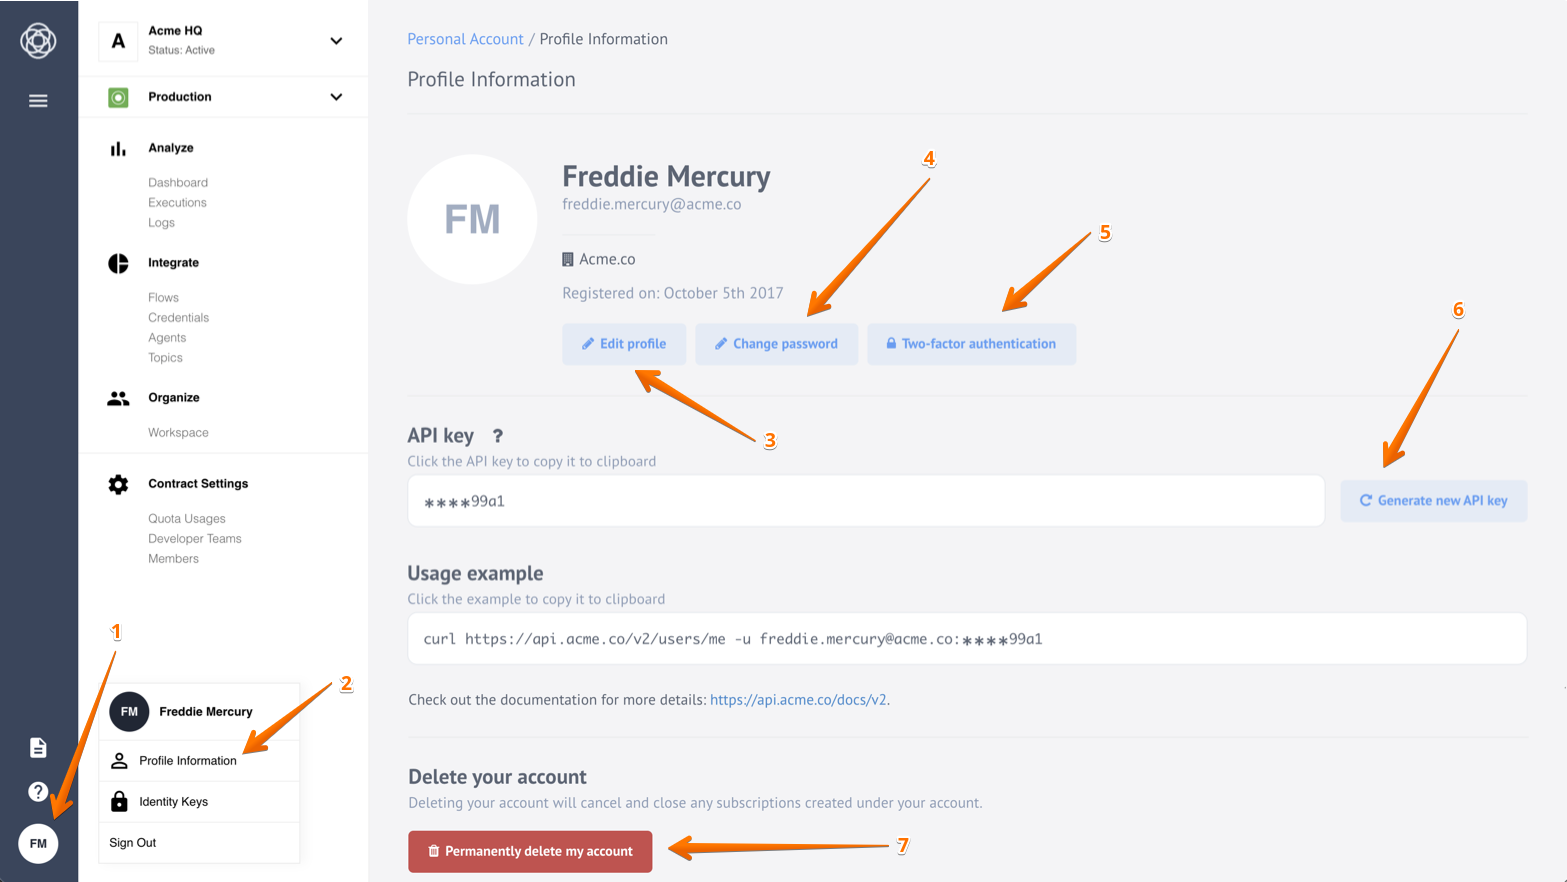 A
Acme HQ
Status: Active
Production
Analyze
Dashboard
Executions
Logs
Integrate
Flows
Credentials
Agents
Topics
Organize
Workspace
Contract Settings
Quota Usages
Developer Teams
Members
1
2
FM Freddie Mercury
Profile Information
Identity Keys
Sign Out
?
FM
Personal Account / Profile Information
Profile Information
FM
Freddie Mercury
freddie.mercury@acme.co
Acme.co
Registered on: October 5th 2017
4
5
6
Edit profile
Change password
Two-factor authentication
3
API key ?
Click the API key to copy it to clipboard
****99a1
Generate new API key
Usage example
Click the example to copy it to clipboard
curl https://api.acme.co/v2/users/me -u freddie.mercury@acme.co:****99a1
Check out the documentation for more details: https://api.acme.co/docs/v2.
Delete your account
Deleting your account will cancel and close any subscriptions created under your account.
Permanently delete my account
7